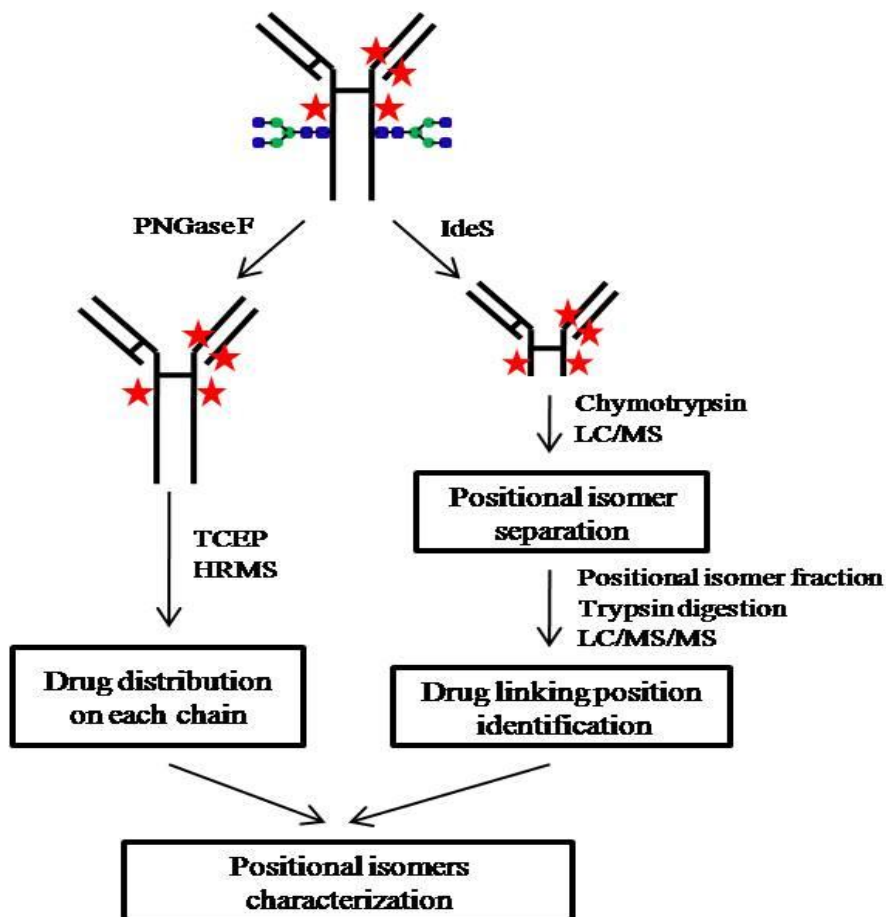 PNGase F
IdeS
Chymotrypsin
LC/MS
Positional isomer
separation
TCEP
HRMS
Positional isomer fraction
Trypsin digestion
LC/MS/MS
Drug distribution
on each chain
Drug linking position
identification
Positional isomers
characterization